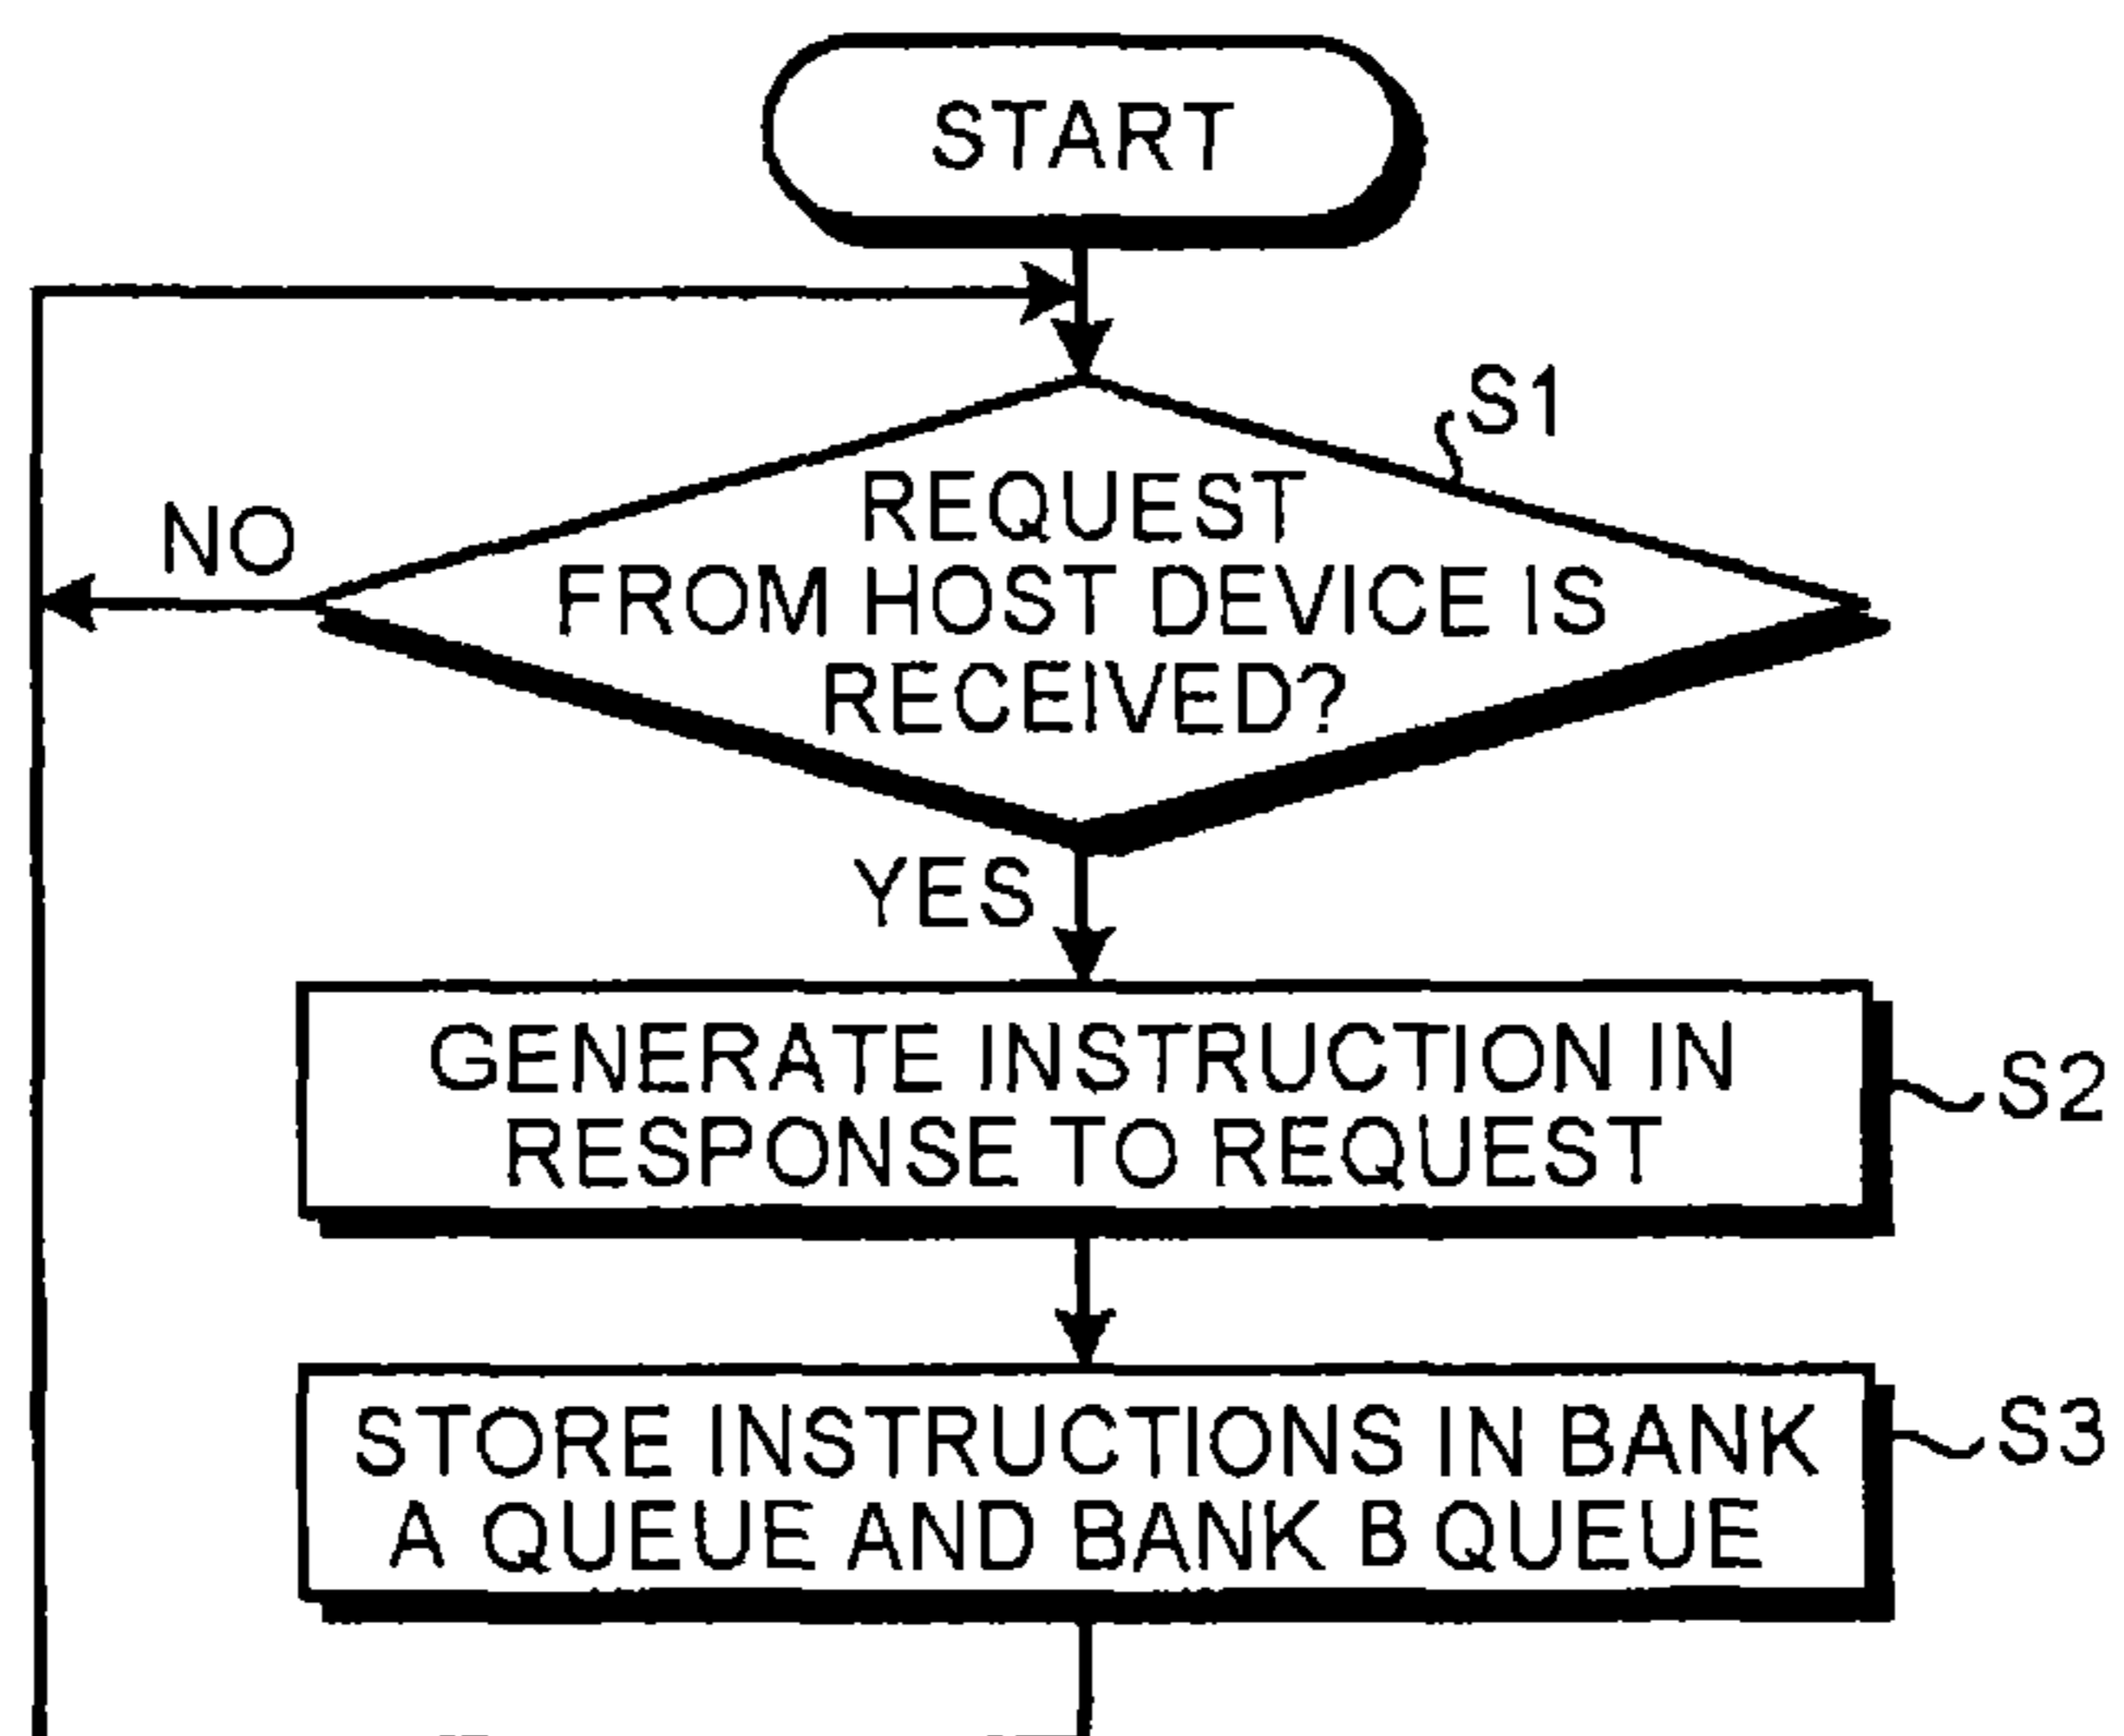 START
S1
REQUEST
FROM HOST DEVICE IS
RECEIVED?
NO
YES
GENERATE INSTRUCTION IN
RESPONSE TO REQUEST
S2
STORE INSTRUCTIONS IN BANK
A QUEUE AND BANK B QUEUE
S3